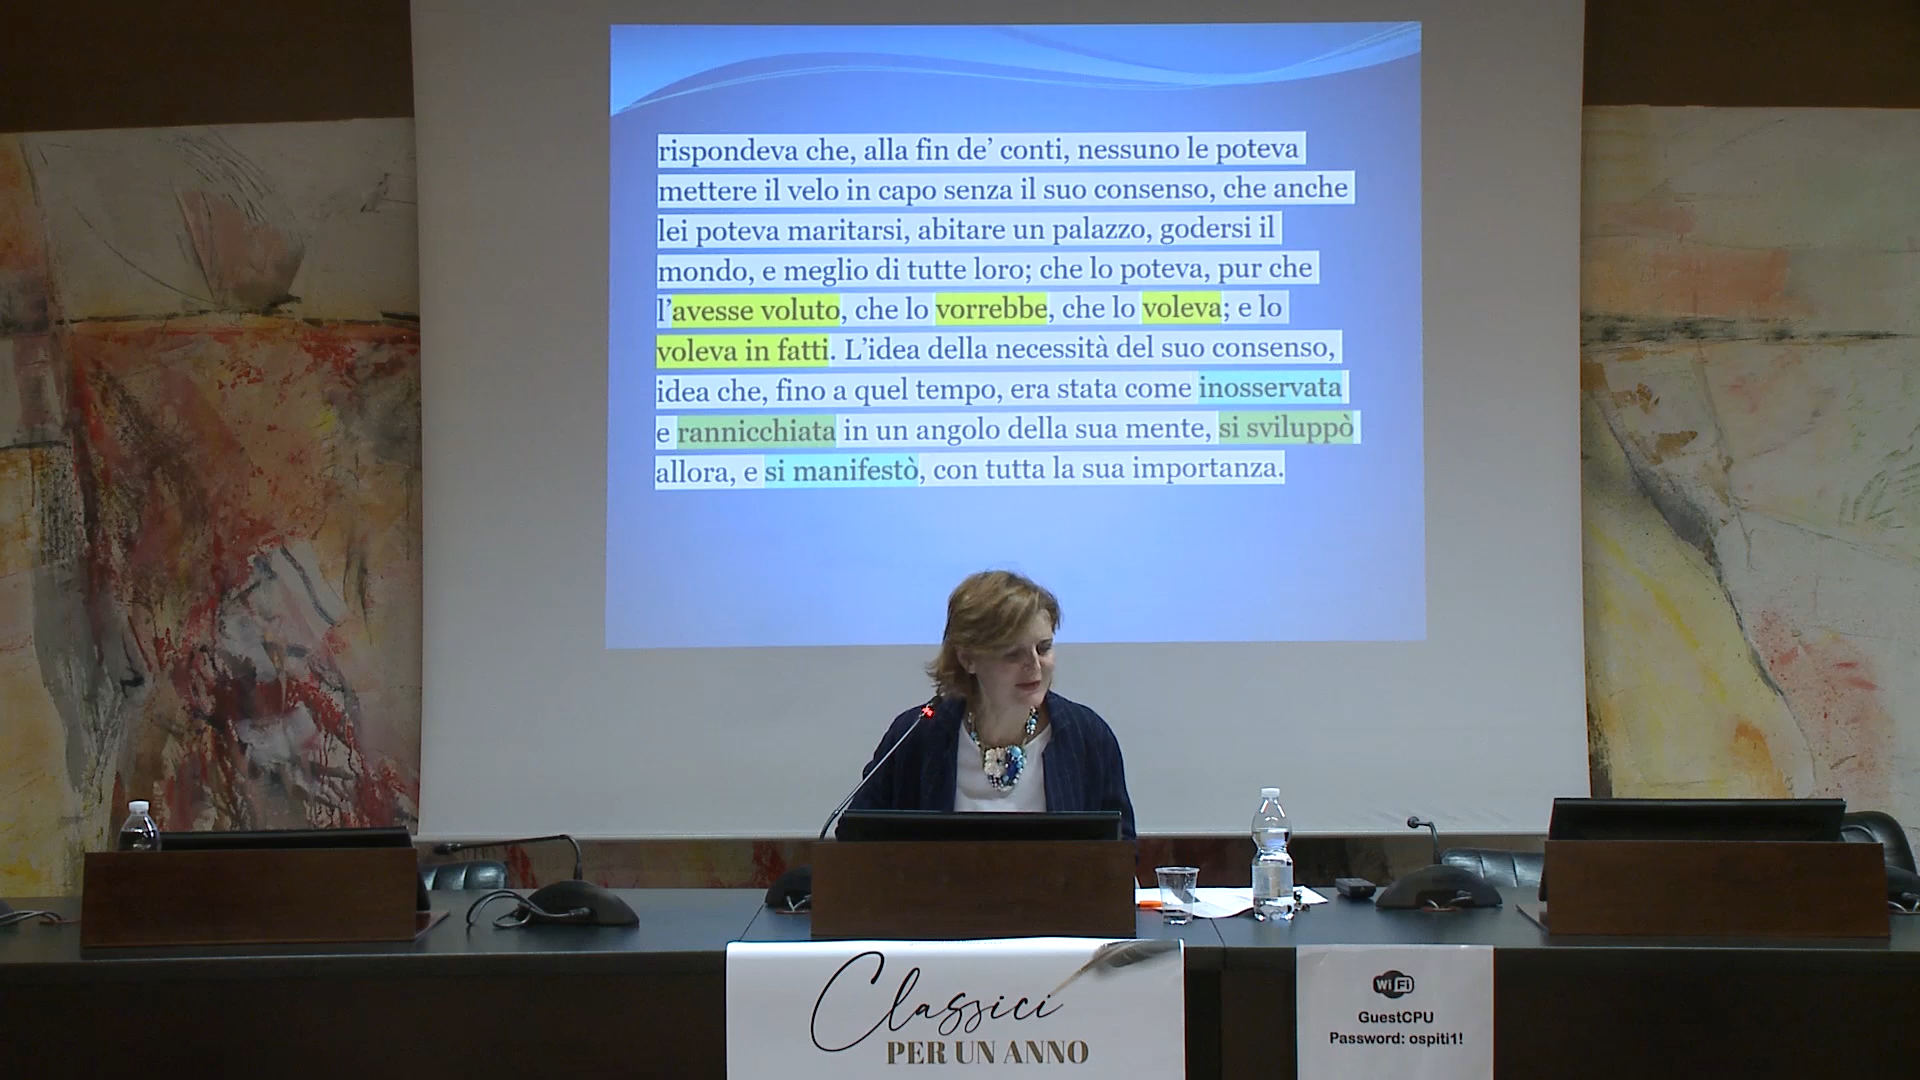 rispondeva che, alla fin de’ conti, nessuno le poteva
mettere il velo in capo senza il suo consenso, che anche
lei poteva maritarsi, abitare un palazzo, godersi il
mondo, e meglio di tutte loro; che lo poteva, pur che
l’avesse voluto, che lo vorrebbe, che lo voleva; e lo
voleva in fatti. L’idea della necessità del suo consenso,
idea che, fino a quel tempo, era stata come inosservata
e rannicchiata in un angolo della sua mente, si sviluppò
allora, e si manifestò, con tutta la sua importanza.
Classici
PER UN ANNO
Wi Fi
GuestCPU
Password: ospiti1!